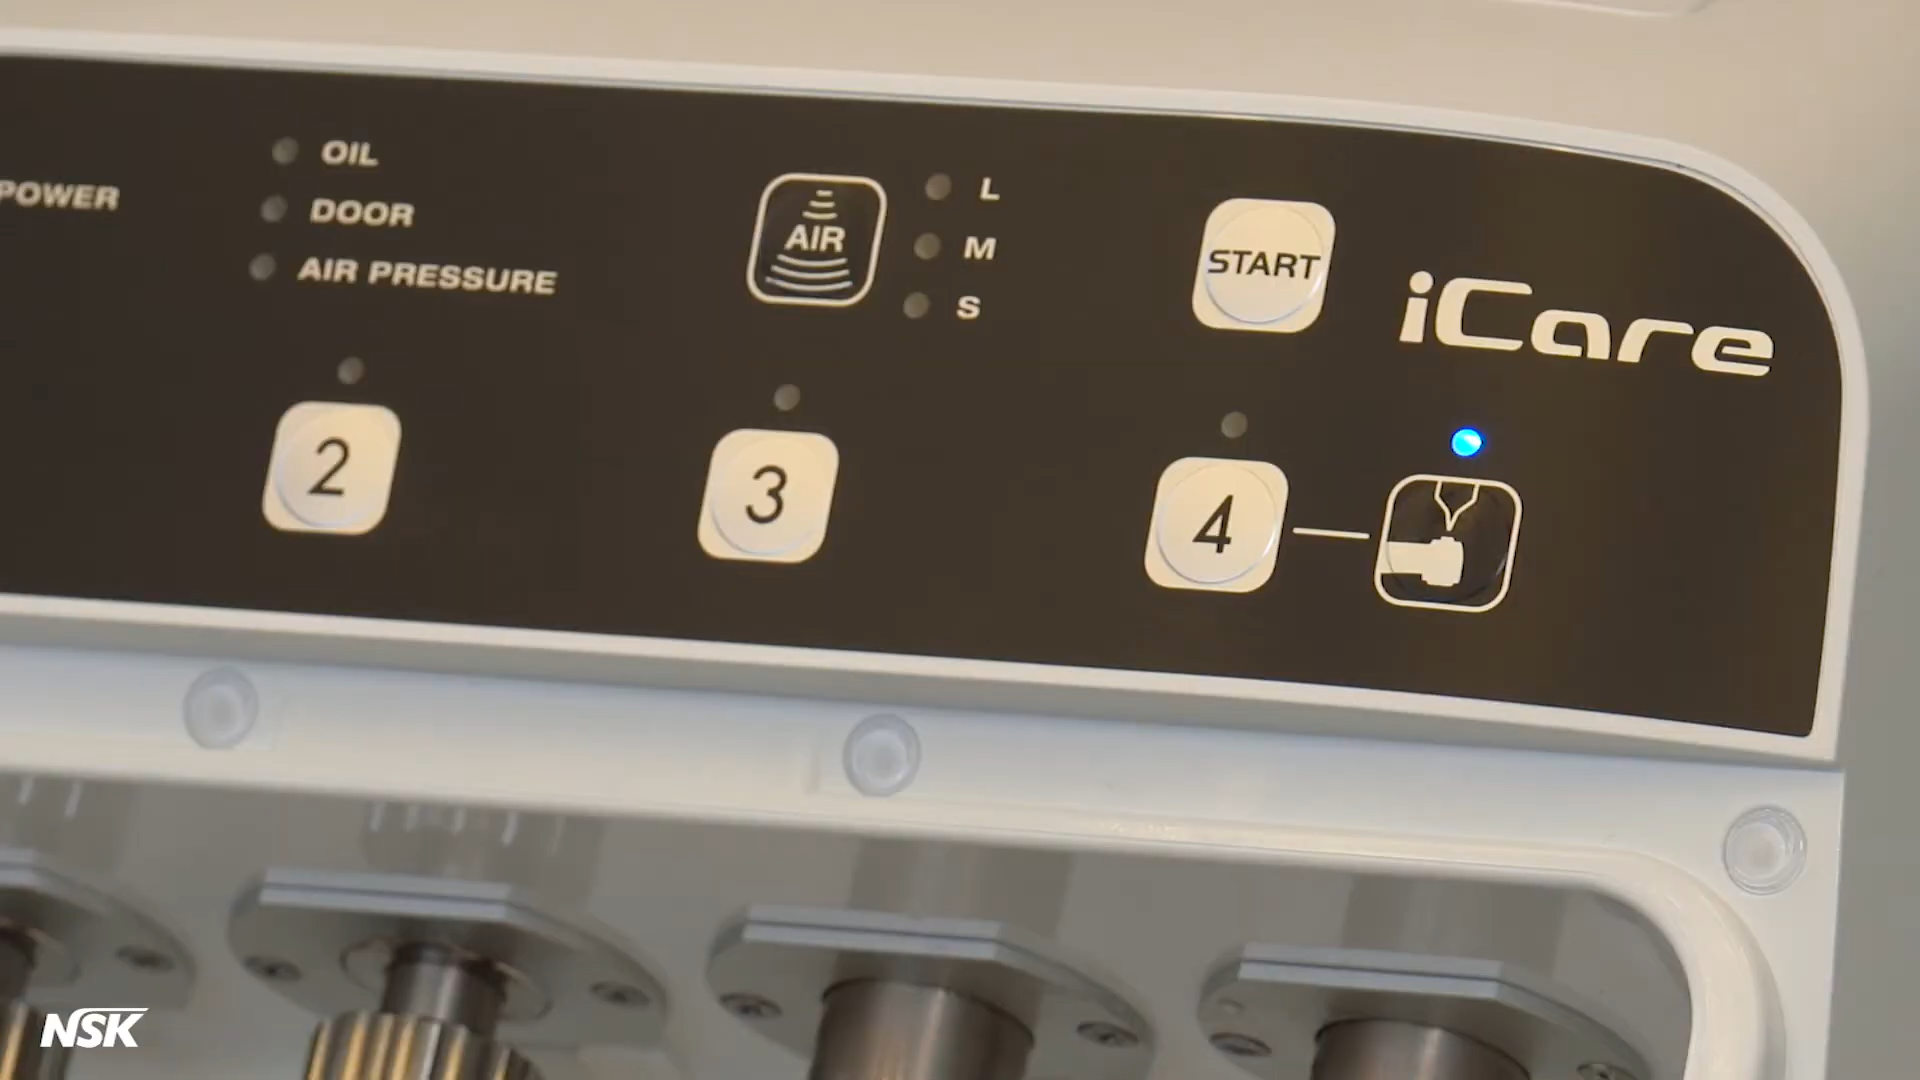 POWER
OIL
DOOR
AIR PRESSURE
AIR
L
M
S
START
iCare
2
3
4
NSK